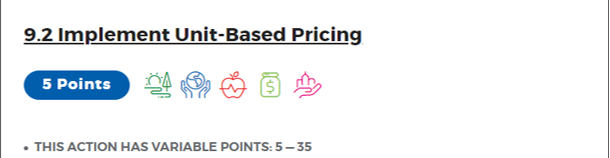 9.2 Implement Unit-Based Pricing
5 Points
$
• THIS ACTION HAS VARIABLE POINTS: 5 – 35